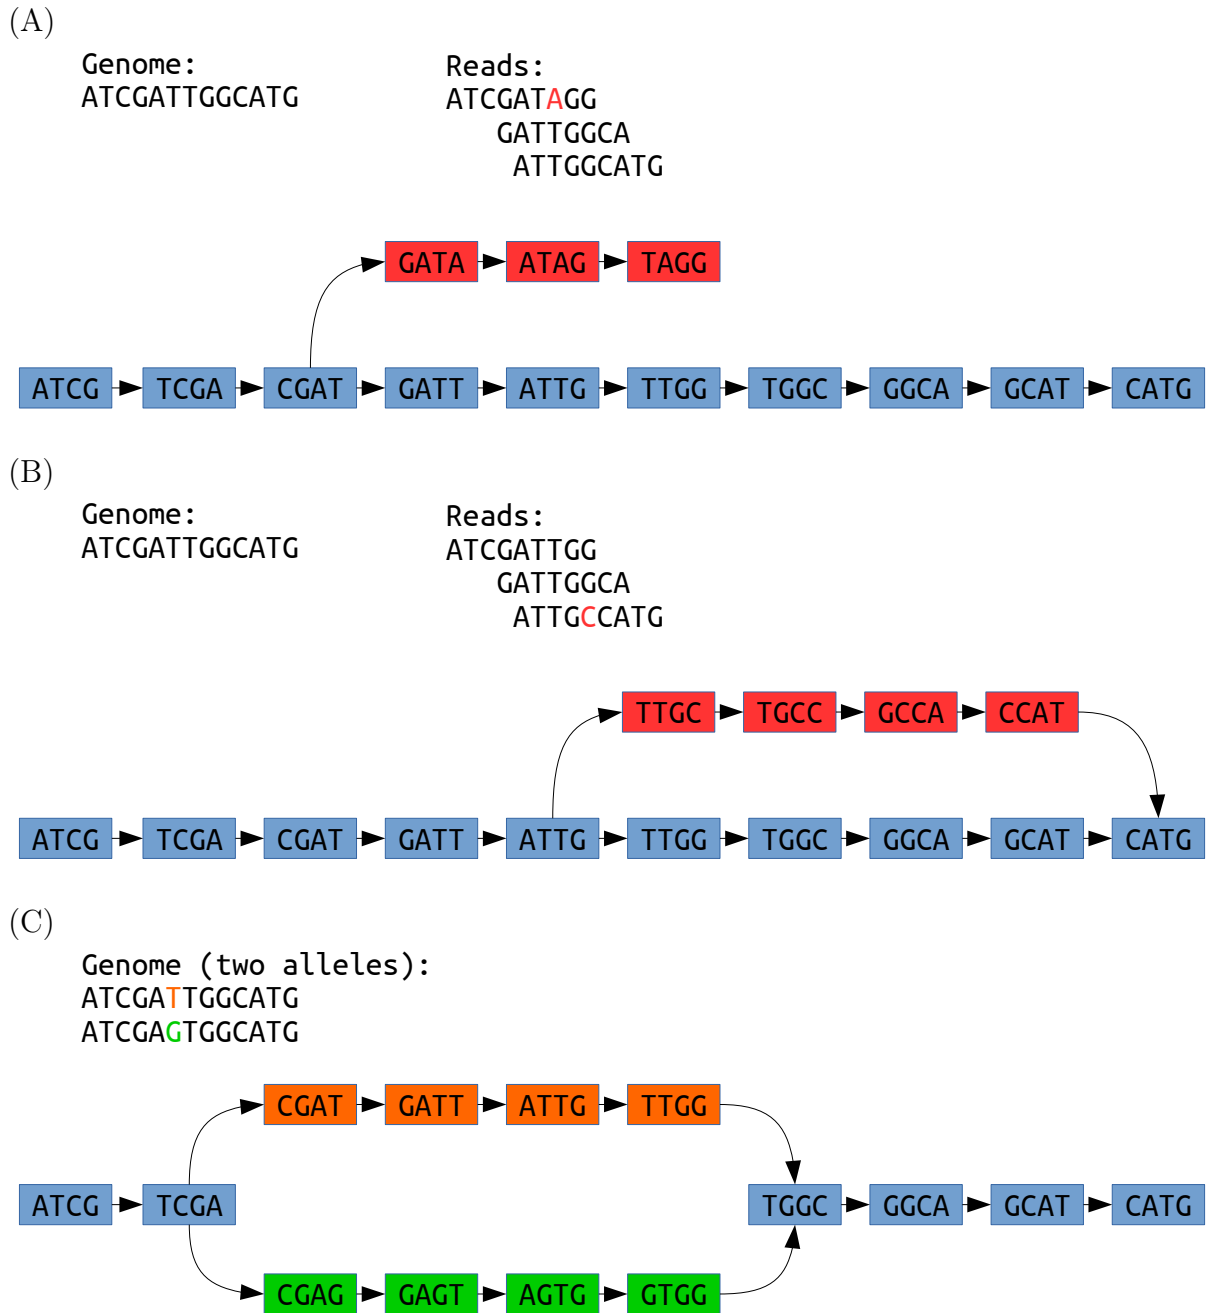 (A)
Genome:
ATCGATTGGCATG
Reads:
ATCGATAGG
GATTGGCA
ATTGGCATG
GATA ATAG TAGG
ATCG TCGA CGAT GATT ATTG TTGG TGGC GGCA GCAT CATG
(B)
Genome:
ATCGATTGGCATG
Reads:
ATCGATTGG
GATTGGCA
ATTGCCATG
TTGC TGCC GCCA CCAT
ATCG TCGA CGAT GATT ATTG TTGG TGGC GGCA GCAT CATG
(C)
Genome (two alleles):
ATCGATTGGCATG
ATCGAGTGGCATG
CGAT GATT ATTG TTGG
ATCG TCGA TGGC GGCA GCAT CATG
CGAG GAGT AGTG GTGG